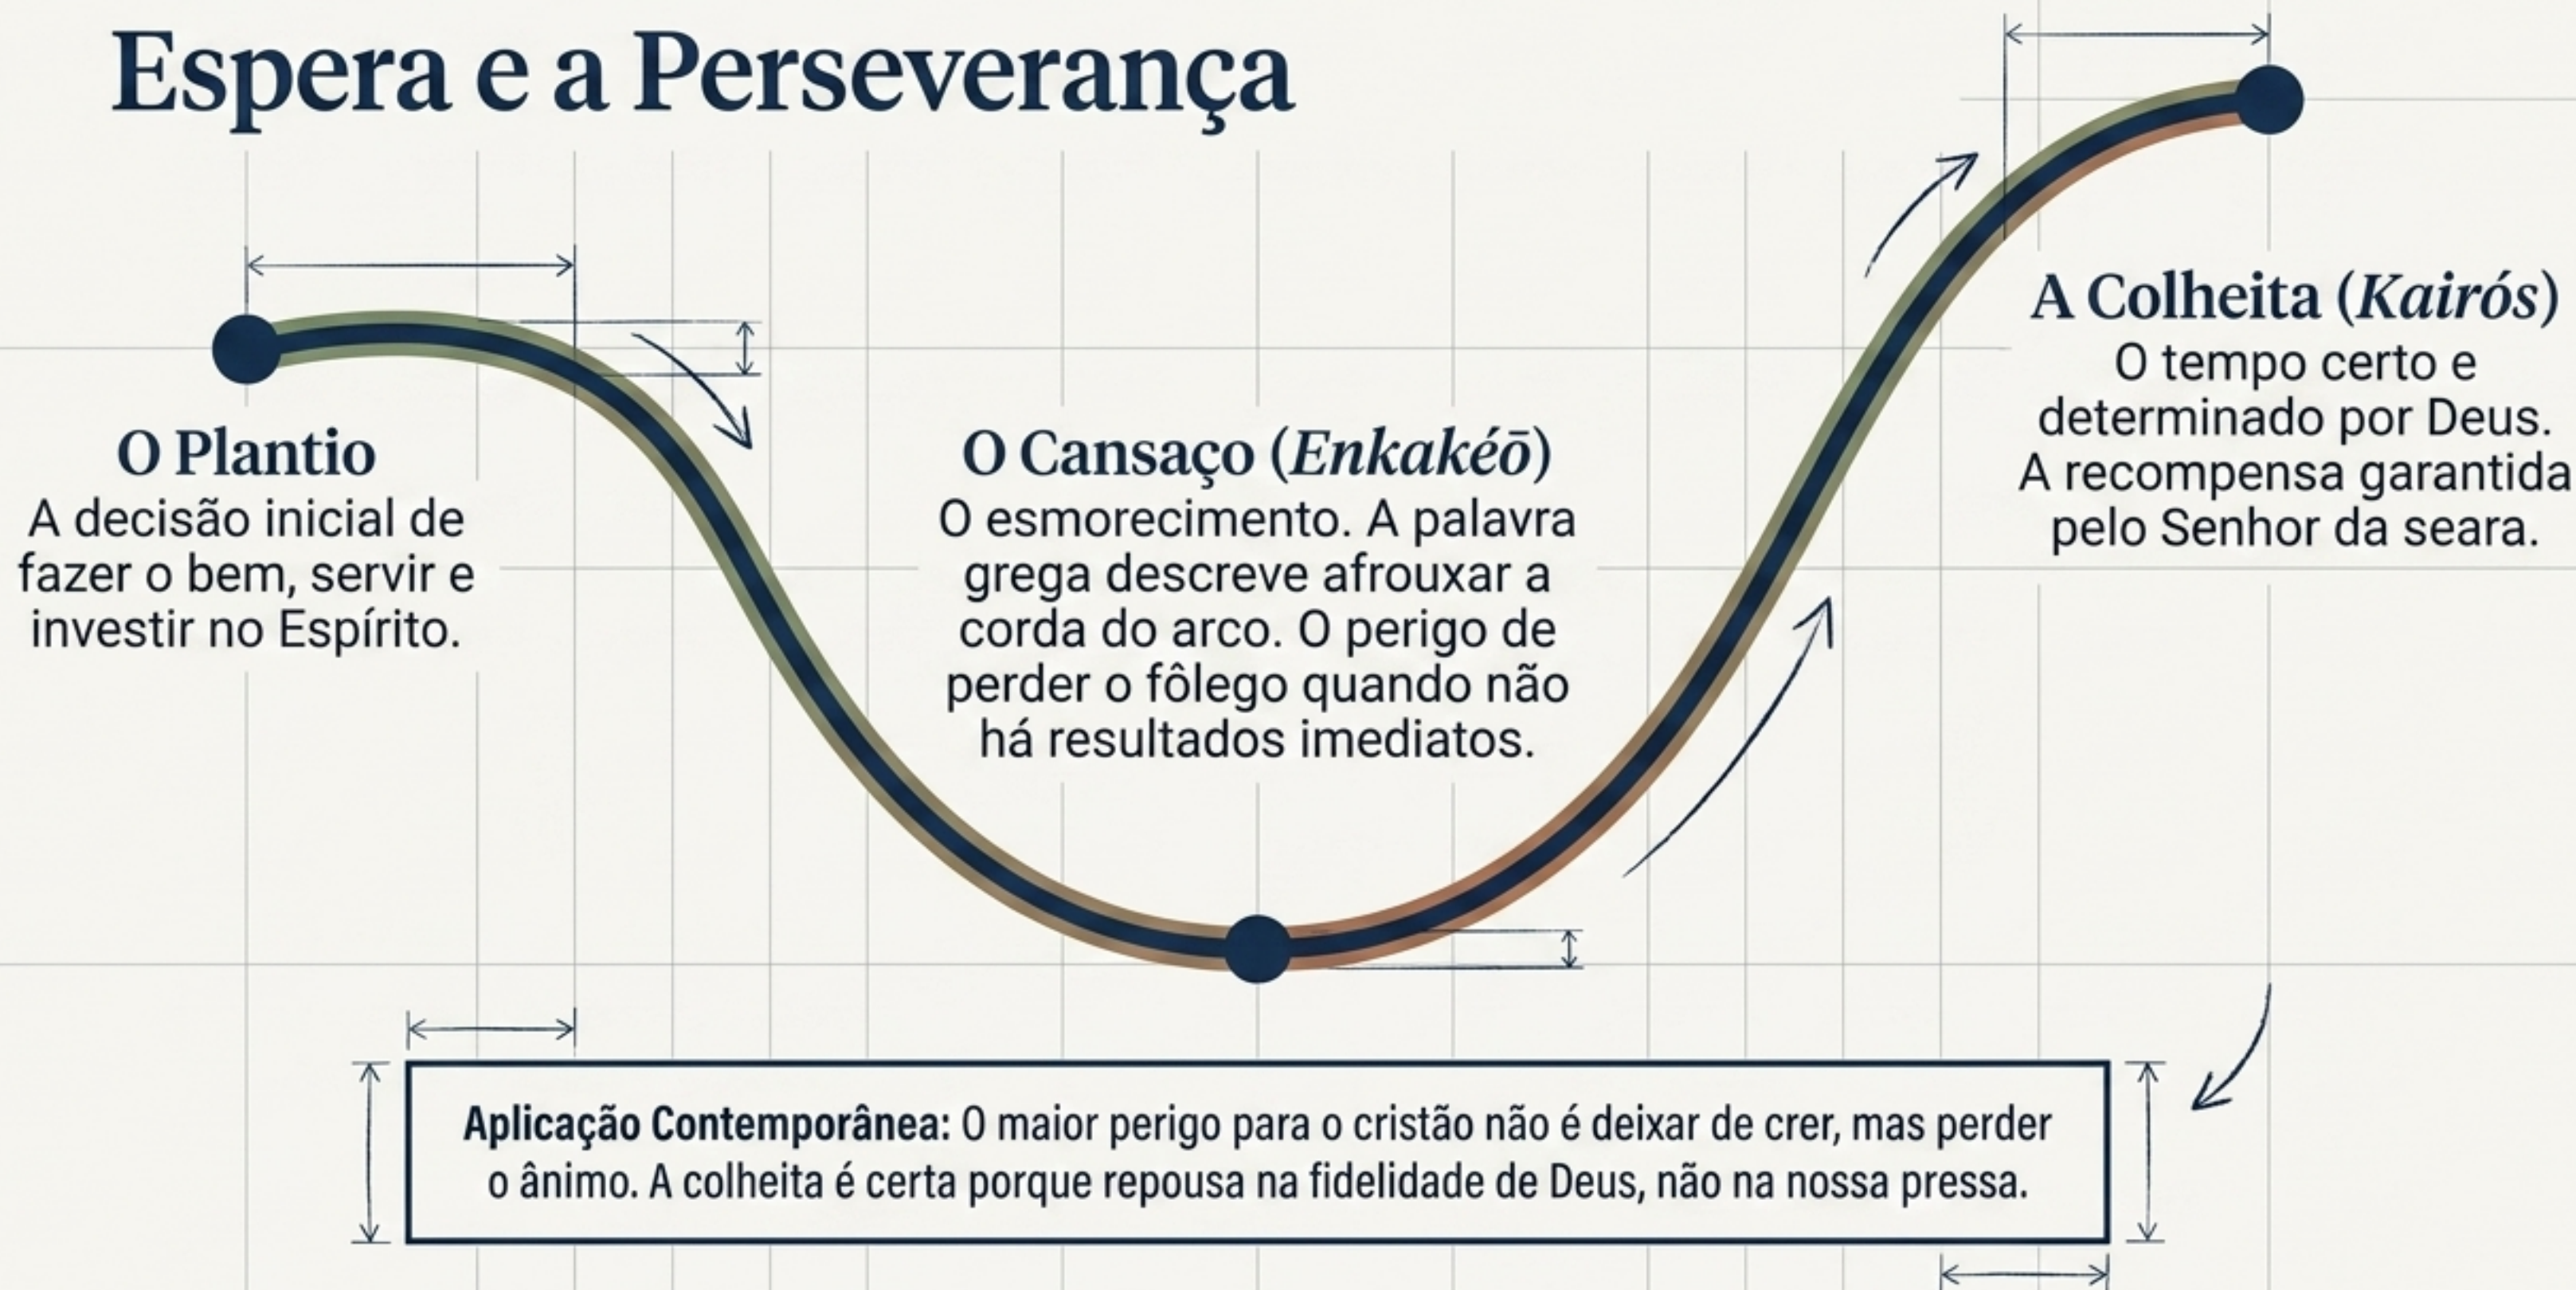 Espera e a Perseverança
O Plantio
A decisão inicial de
fazer o bem, servir e
investir no Espírito.
O Cansaço (Enkakéō)
O esmorecimento. A palavra
grega descreve afrouxar a
corda do arco. O perigo de
perder o fôlego quando não
há resultados imediatos.
A Colheita (Kairós)
O tempo certo e
determinado por Deus.
A recompensa garantida
pelo Senhor da seara.
Aplicação Contemporânea: O maior perigo para o cristão não é deixar de crer, mas perder
o ânimo. A colheita é certa porque repousa na fidelidade de Deus, não na nossa pressa.